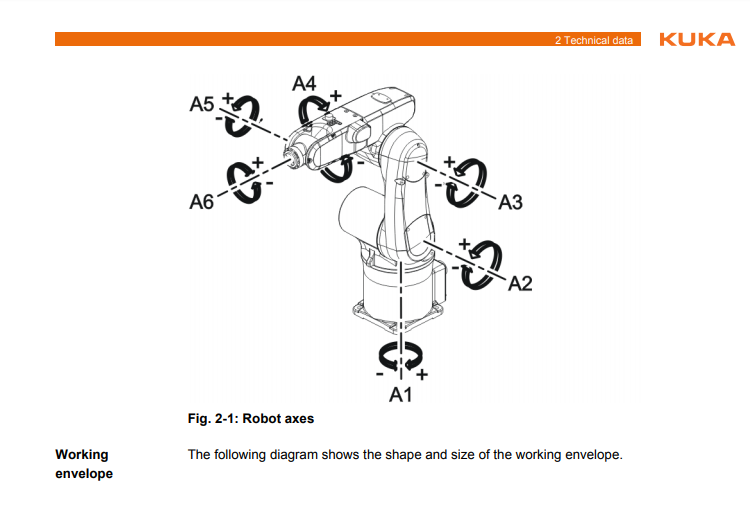 2 Technical data
KUKA
A4
+
A5
+
-
-
+
-
A6
+
-
A3
+
-
A2
-
+
A1
Fig. 2-1: Robot axes
Working
envelope
The following diagram shows the shape and size of the working envelope.